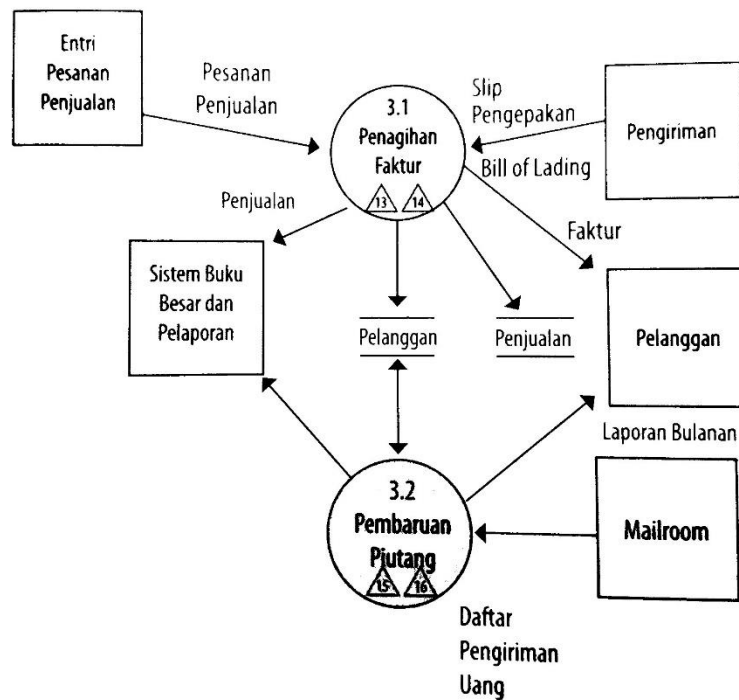 Entri
Pesanan
Penjualan
Pesanan
Penjualan
3.1
Penagihan
Faktur
13 14
Slip
Pengepakan
Pengiriman
Bill of Lading
Penjualan
Faktur
Sistem Buku
Besar dan
Pelaporan
Pelanggan
Penjualan
Pelanggan
Laporan Bulanan
3.2
Pembaruan
Piutang
15 16
Mailroom
Daftar
Pengiriman
Uang